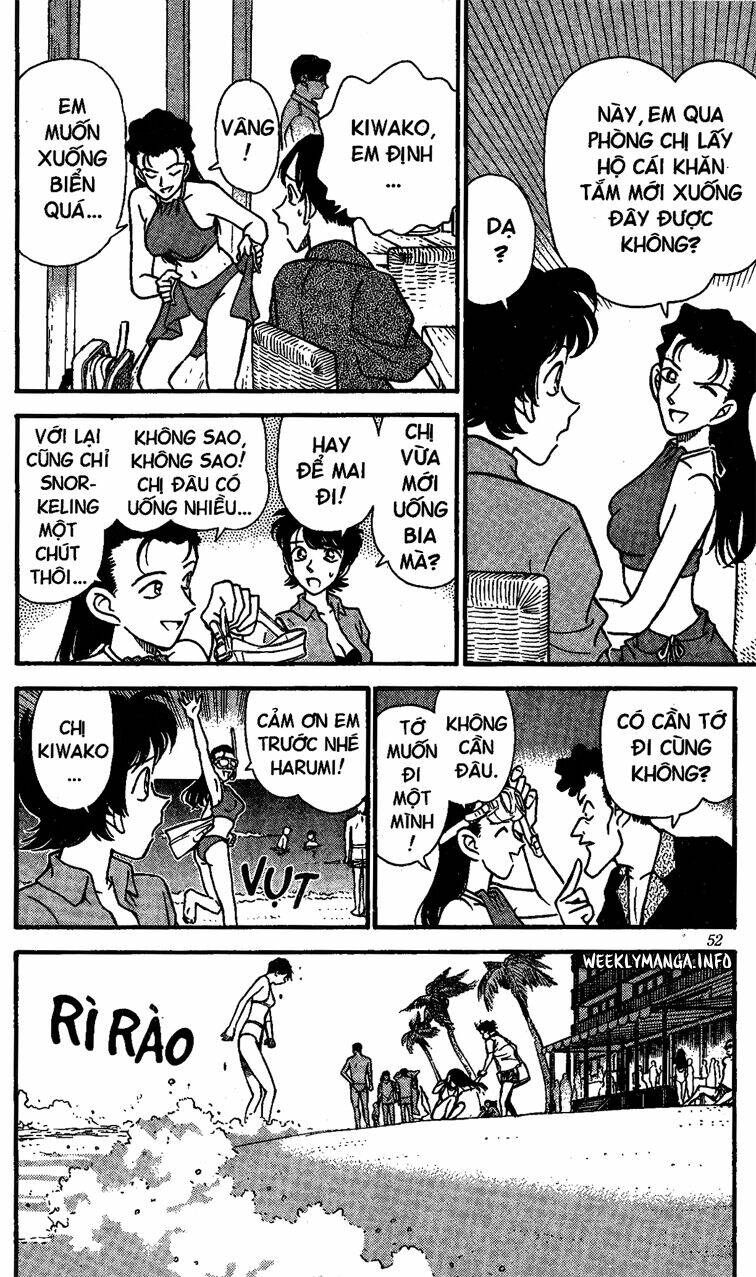 NÀY, EM QUA
PHÒNG CHỊ LẤY
HỘ CÁI KHĂN
TẮM MỚI XUỐNG
ĐÂY ĐƯỢC
KHÔNG?
DẠ
?
KIWAKO,
EM ĐỊNH
...
VÂNG
!
EM
MUỐN
XUỐNG
BIỂN
QUÁ...
CHỊ
VỪA
MỚI
UỐNG
BIA
MÀ?
HAY
ĐỂ MAI
ĐI!
KHÔNG SAO,
KHÔNG SAO!
CHỊ ĐÂU CÓ
UỐNG NHIỀU...
VỚI LẠI
CŨNG CHỈ
SNOR-
KELING
MỘT
CHÚT
THÔI...
CÓ CẦN TỚ
ĐI CÙNG
KHÔNG?
KHÔNG
CẦN
ĐÂU.
TỚ
MUỐN
ĐI
MỘT
MÌNH
!
CẢM ƠN EM
TRƯỚC NHÉ
HARUMI!
VỤT
CHỊ
KIWAKO
...
52
WEEKLYMANGA.INFO
RÌ RÀO